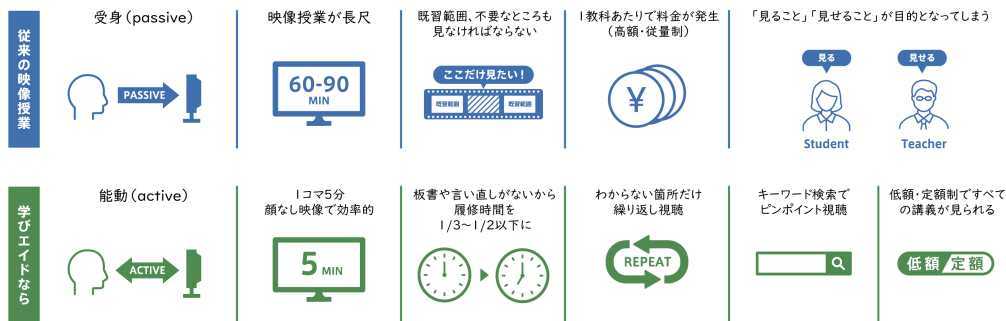 従来の映像授業
受身(passive)
PASSIVE
映像授業が長尺
60-90
MIN
既習範囲、不要なところも
見なければならない
ここだけ見たい！
既習範囲
既習範囲
1教科あたりで料金が発生
(高額・従量制)
¥
「見ること」「見せること」が目的となってしまう
見る
見せる
Student
Teacher
学びエイドなら
能動(active)
ACTIVE
1コマ5分
顔なし映像で効率的
5 MIN
板書や言い直しがないから
履修時間を
1/3〜1/2以下に
わからない箇所だけ
繰り返し視聴
REPEAT
キーワード検索で
ピンポイント視聴
低額・定額制ですべて
の講義が見られる
低額/定額